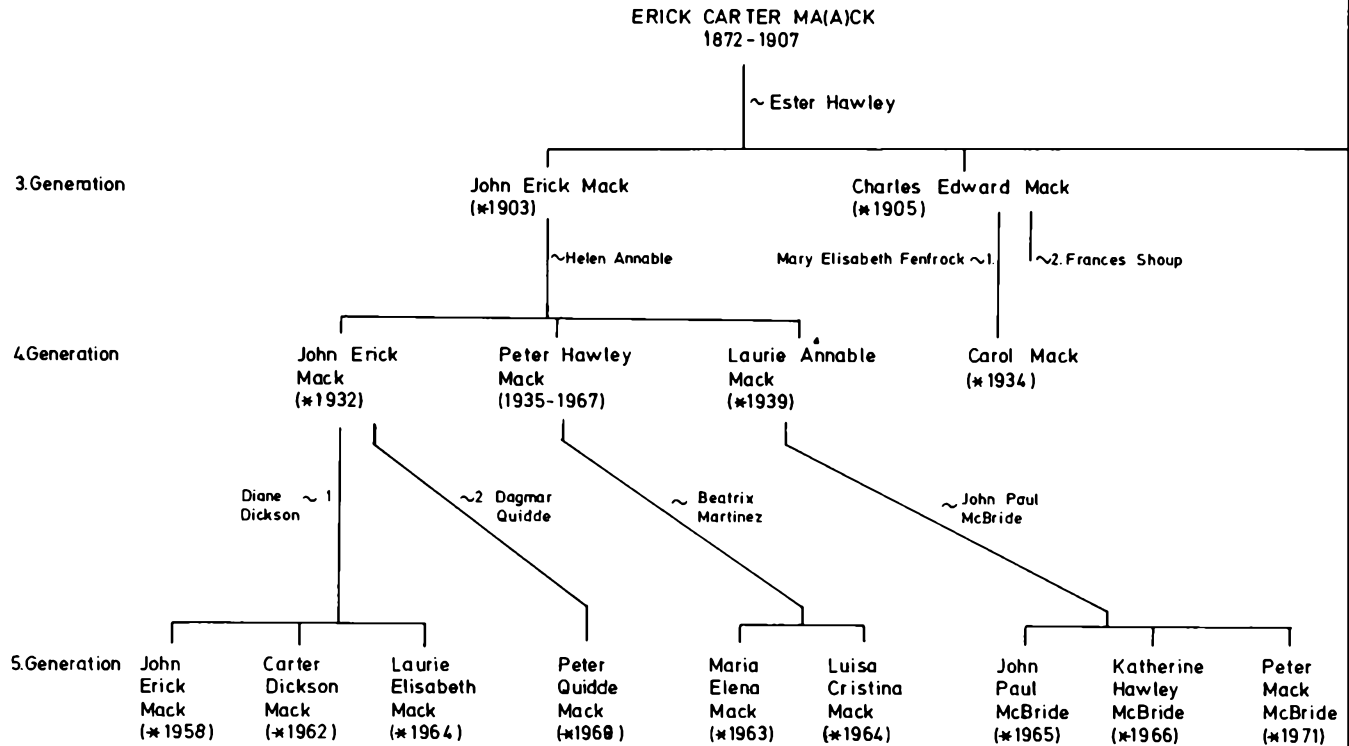 ERICK CARTER MA(A)CK
1872-1907
~ Ester Hawley
3.Generation
John Erick Mack
(*1903)
Charles Edward Mack
(*1905)
~Helen Annable
Mary Elisabeth Fenfrock ~1.
~2. Frances Shoup
4.Generation
John Erick
Mack
(*1932)
Peter Hawley
Mack
(1935-1967)
Laurie Annable
Mack
(*1939)
Carol Mack
(*1934)
Diane ~ 1
Dickson
~2 Dagmar
Quidde
~ Beatrix
Martinez
~ John Paul
McBride
5.Generation
John
Erick
Mack
(*1958)
Carter
Dickson
Mack
(*1962)
Laurie
Elisabeth
Mack
(*1964)
Peter
Quidde
Mack
Maria
Elena
Mack
(*1963)
Luisa
Cristina
Mack
(*1964)
John
Paul
McBride
(*1965)
Katherine
Hawley
McBride
(*1966)
Peter
Mack
McBride
(*1971)